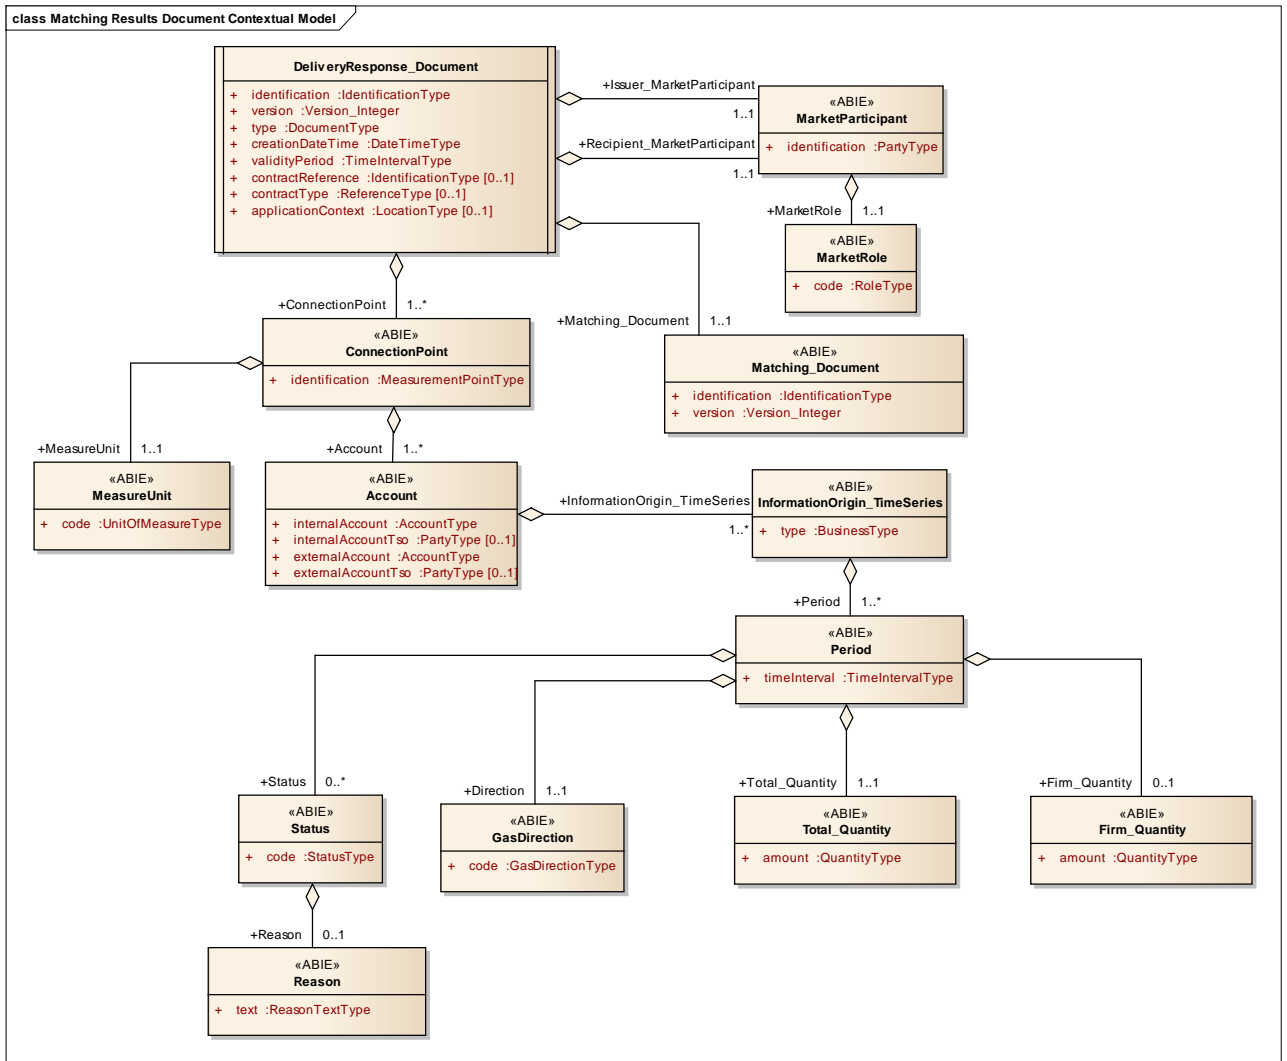 class Matching Results Document Contextual Model
DeliveryResponse_Document
+ identification :IdentificationType
+ version :Version_Integer
+ type :DocumentType
+ creationDateTime :DateTimeType
+ validityPeriod :TimeIntervalType
+ contractReference :IdentificationType [0..1]
+ contractType :ReferenceType [0..1]
+ applicationContext :LocationType [0..1]
+Issuer_MarketParticipant
1..1
+Recipient_MarketParticipant
1..1
«ABIE»
MarketParticipant
+ identification :PartyType
+MarketRole 1..1
«ABIE»
MarketRole
+ code :RoleType
+ConnectionPoint 1..*
+Matching_Document 1..1
«ABIE»
ConnectionPoint
+ identification :MeasurementPointType
«ABIE»
Matching_Document
+ identification :IdentificationType
+ version :Version_Integer
+MeasureUnit 1..1
+Account 1..*
«ABIE»
MeasureUnit
+ code :UnitOfMeasureType
«ABIE»
Account
+ internalAccount :AccountType
+ internalAccountTso :PartyType [0..1]
+ externalAccount :AccountType
+ externalAccountTso :PartyType [0..1]
+InformationOrigin_TimeSeries
1..*
«ABIE»
InformationOrigin_TimeSeries
+ type :BusinessType
+Period 1..*
«ABIE»
Period
+ timeInterval :TimeIntervalType
+Status 0..*
+Direction 1..1
+Total_Quantity 1..1
+Firm_Quantity 0..1
«ABIE»
Status
+ code :StatusType
«ABIE»
GasDirection
+ code :GasDirectionType
«ABIE»
Total_Quantity
+ amount :QuantityType
«ABIE»
Firm_Quantity
+ amount :QuantityType
+Reason 0..1
«ABIE»
Reason
+ text :ReasonTextType